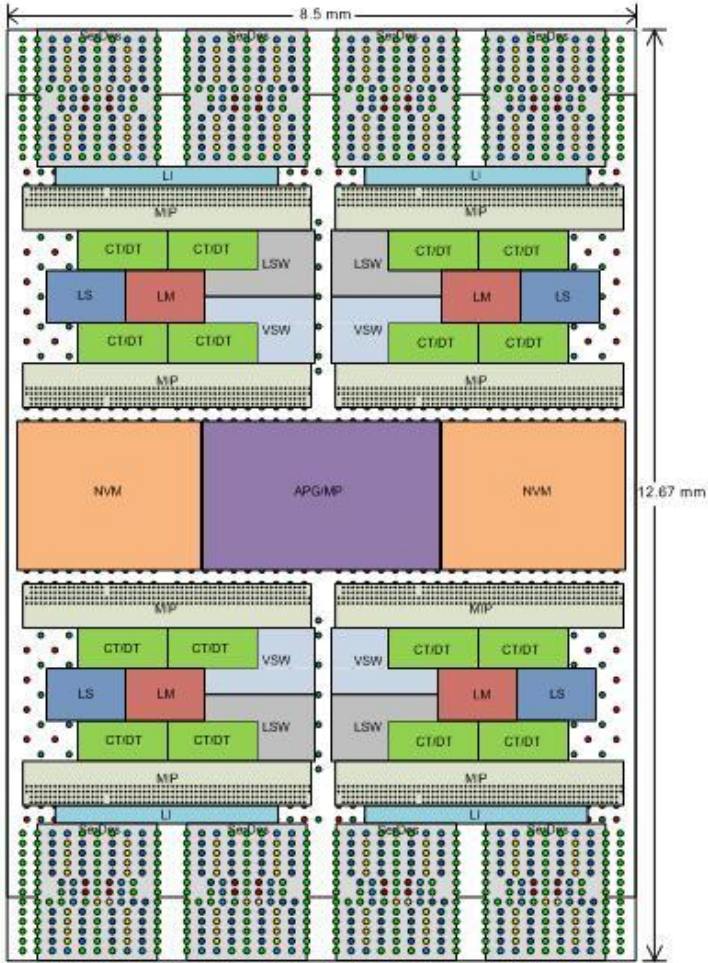 8.5 mm
SerDes SerDes SerDes SerDes
LI LI
MIP MIP
CT/DT CT/DT CT/DT CT/DT
LSW LSW
LS LM LM LS
VSW VSW
CT/DT CT/DT CT/DT CT/DT
MIP MIP
NVM APG/MP NVM 12.67 mm
MIP MIP
CT/DT CT/DT CT/DT CT/DT
VSW VSW
LS LM LM LS
LSW LSW
CT/DT CT/DT CT/DT CT/DT
MIP MIP
LI LI
SerDes SerDes SerDes SerDes